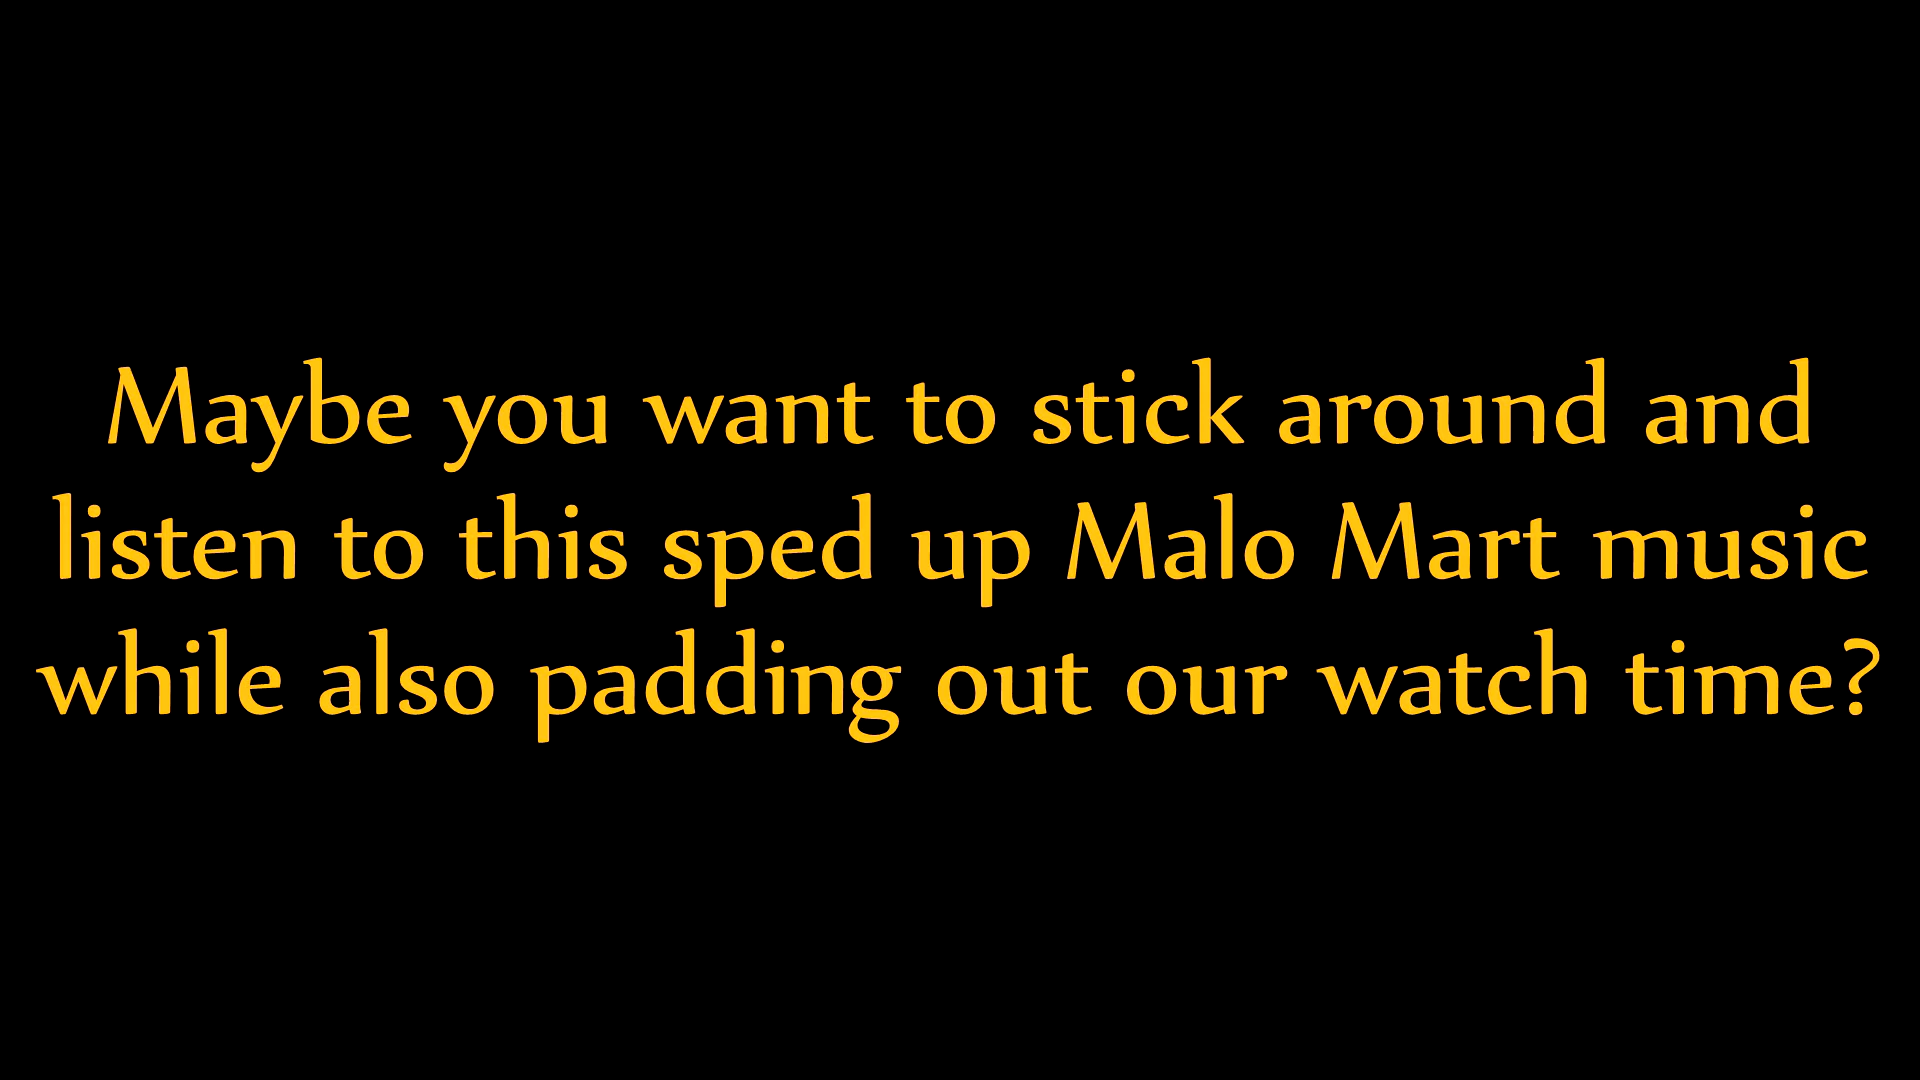 Maybe you want to stick around and
listen to this sped up Malo Mart music
while also padding out our watch time?